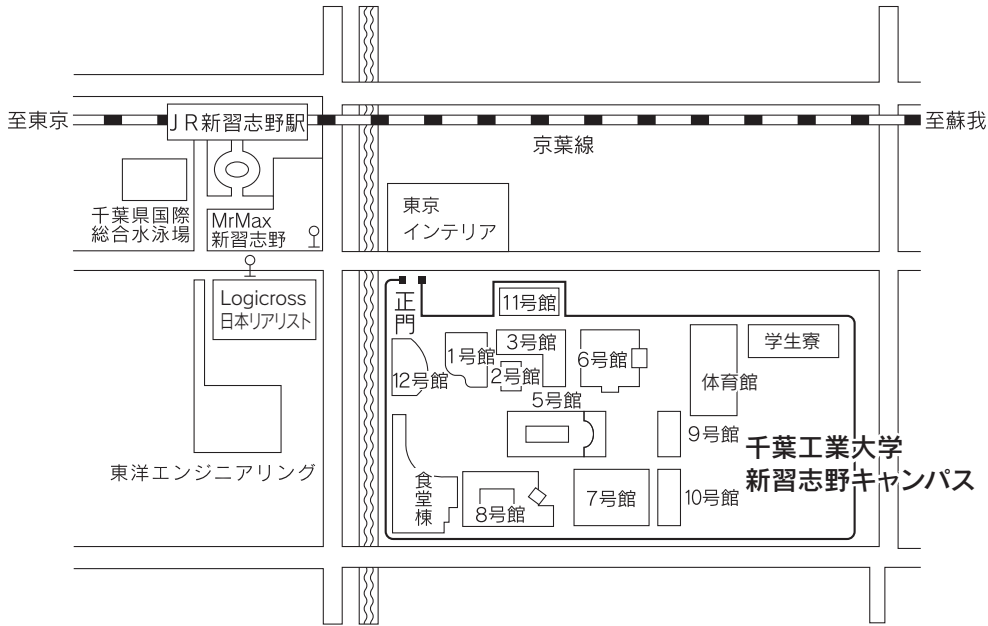 至東京
JR新習志野駅
至蘇我
京葉線
千葉県国際
総合水泳場
MrMax
新習志野
東京
インテリア
Logicross
日本リアリスト
正門
11号館
1号館
3号館
2号館
6号館
学生寮
体育館
12号館
5号館
9号館
千葉工業大学
新習志野キャンパス
東洋エンジニアリング
食堂棟
8号館
7号館
10号館